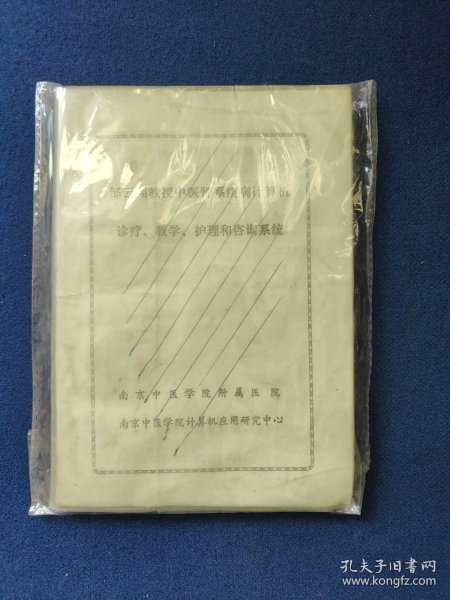 邹云翔教授中医肾系疾病计算机
诊疗、教学、护理和咨询系统
南京中医学院附属医院
南京中医学院计算机应用研究中心
孔夫子旧书网
www.kongfz.com